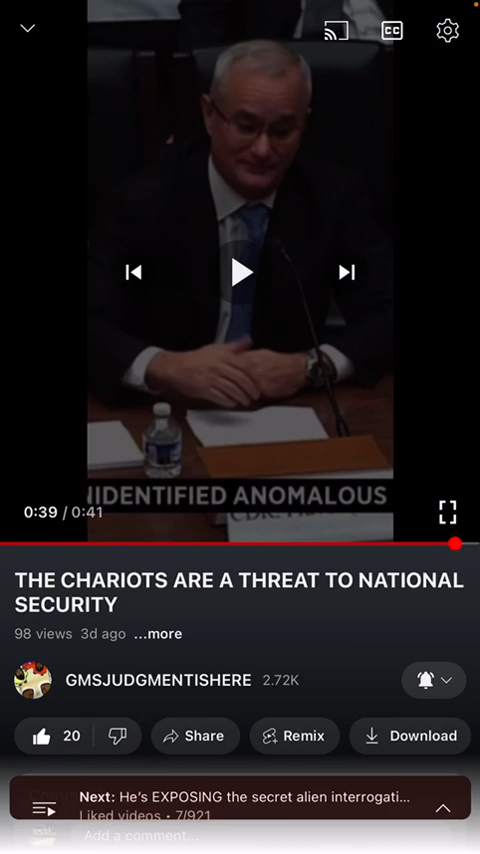 NIDENTIFIED ANOMALOUS
0:39 / 0:41
THE CHARIOTS ARE A THREAT TO NATIONAL
SECURITY
98 views 3d ago ...more
GMSJUDGMENTISHERE 2.72K
20 Share Remix Download
Next: He's EXPOSING the secret alien interrogati...
Liked videos • 7/921
Add a comment...